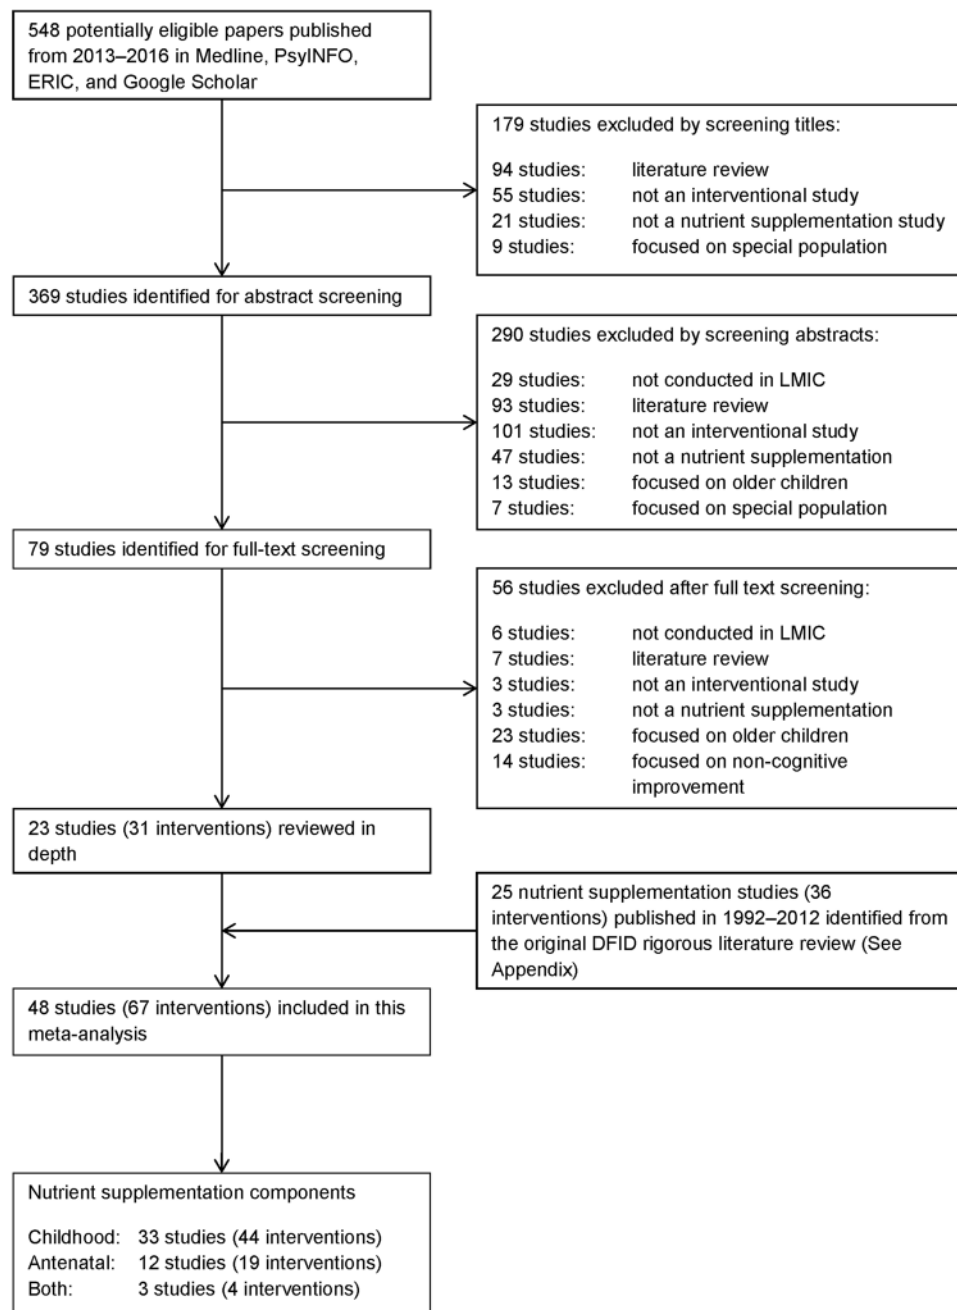 548 potentially eligible papers published
from 2013–2016 in Medline, PsyINFO,
ERIC, and Google Scholar
179 studies excluded by screening titles:
94 studies: literature review
55 studies: not an interventional study
21 studies: not a nutrient supplementation study
9 studies: focused on special population
369 studies identified for abstract screening
290 studies excluded by screening abstracts:
29 studies: not conducted in LMIC
93 studies: literature review
101 studies: not an interventional study
47 studies: not a nutrient supplementation
13 studies: focused on older children
7 studies: focused on special population
79 studies identified for full-text screening
56 studies excluded after full text screening:
6 studies: not conducted in LMIC
7 studies: literature review
3 studies: not an interventional study
3 studies: not a nutrient supplementation
23 studies: focused on older children
14 studies: focused on non-cognitive
improvement
23 studies (31 interventions) reviewed in
depth
25 nutrient supplementation studies (36
interventions) published in 1992–2012 identified from
the original DFID rigorous literature review (See
Appendix)
48 studies (67 interventions) included in this
meta-analysis
Nutrient supplementation components
Childhood: 33 studies (44 interventions)
Antenatal: 12 studies (19 interventions)
Both: 3 studies (4 interventions)